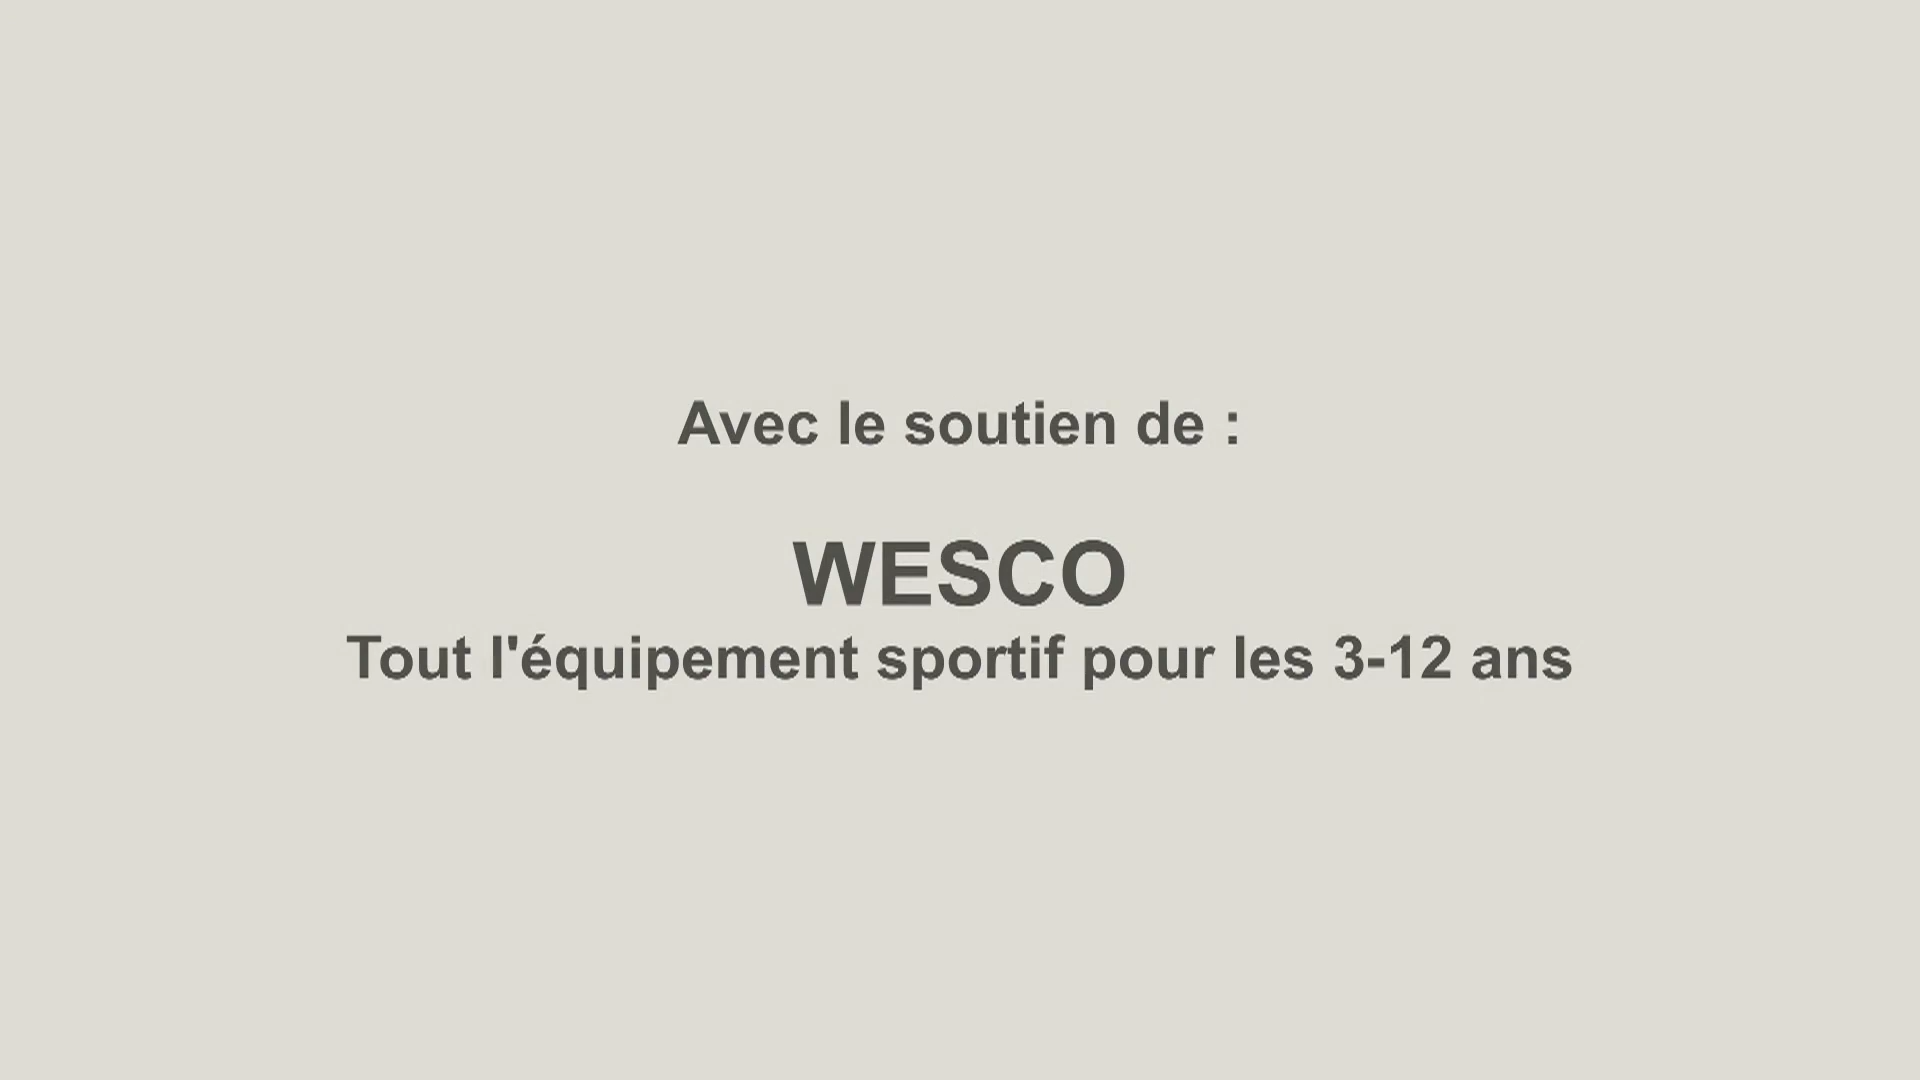 Avec le soutien de :
WESCO
Tout l'équipement sportif pour les 3-12 ans